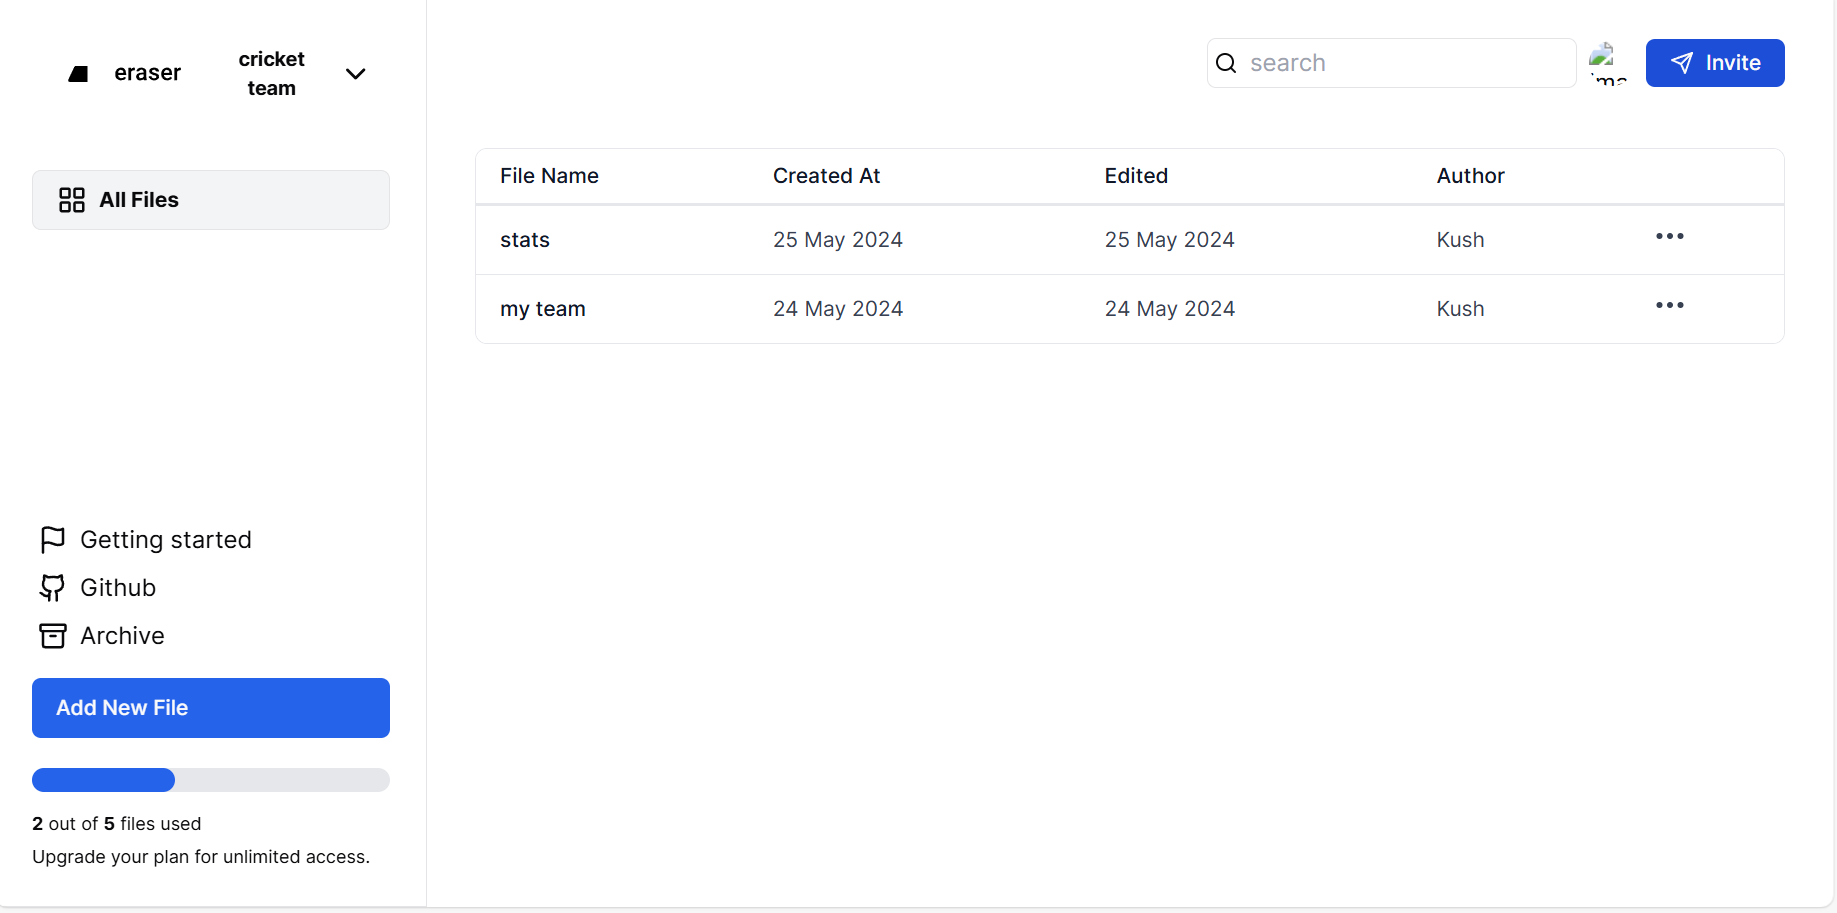 eraser
cricket
team
search
Invite
All Files
File Name Created At Edited Author
stats 25 May 2024 25 May 2024 Kush
my team 24 May 2024 24 May 2024 Kush
Getting started
Github
Archive
Add New File
2 out of 5 files used
Upgrade your plan for unlimited access.